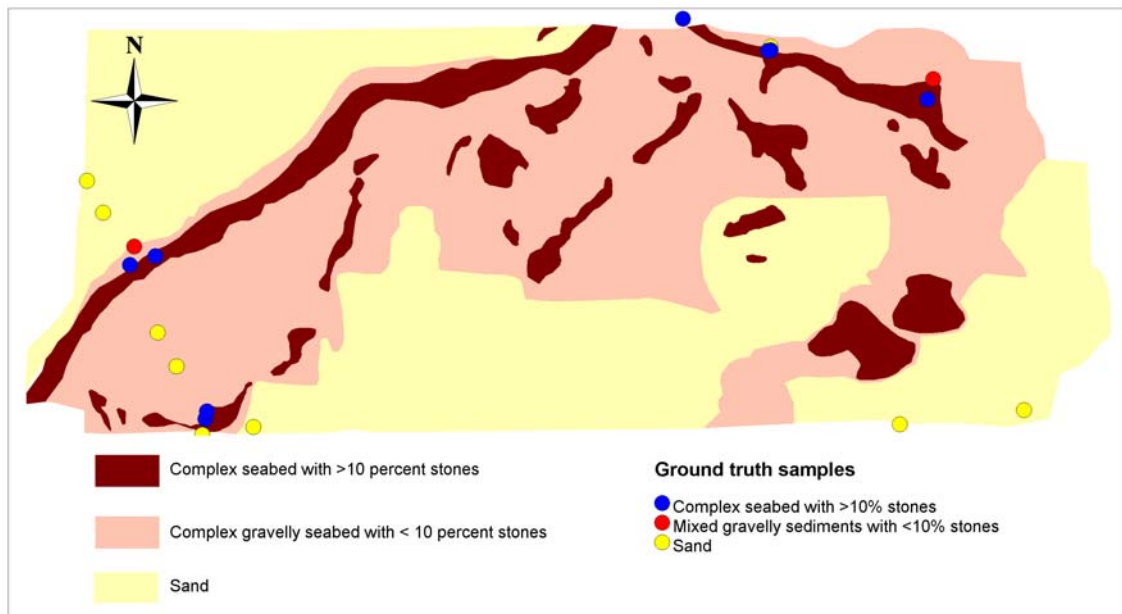 N
Complex seabed with >10 percent stones
Complex gravelly seabed with < 10 percent stones
Sand
Ground truth samples
Complex seabed with >10% stones
Mixed gravelly sediments with <10% stones
Sand